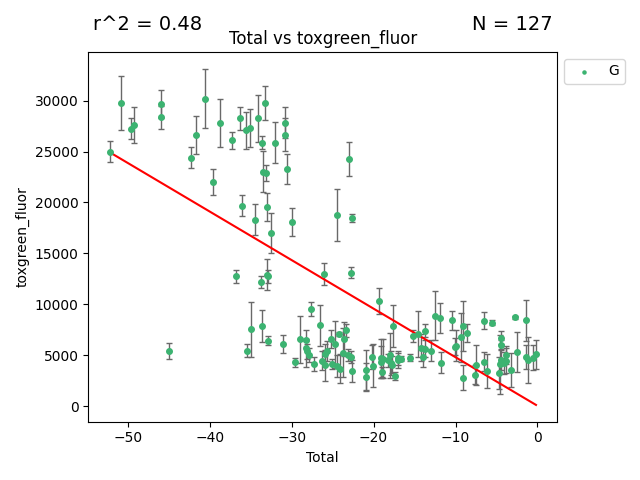 r^2 = 0.48 N = 127
Total vs toxgreen_fluor
G
30000
25000
20000
15000
10000
5000
0
toxgreen_fluor
−50 −40 −30 −20 −10 0
Total